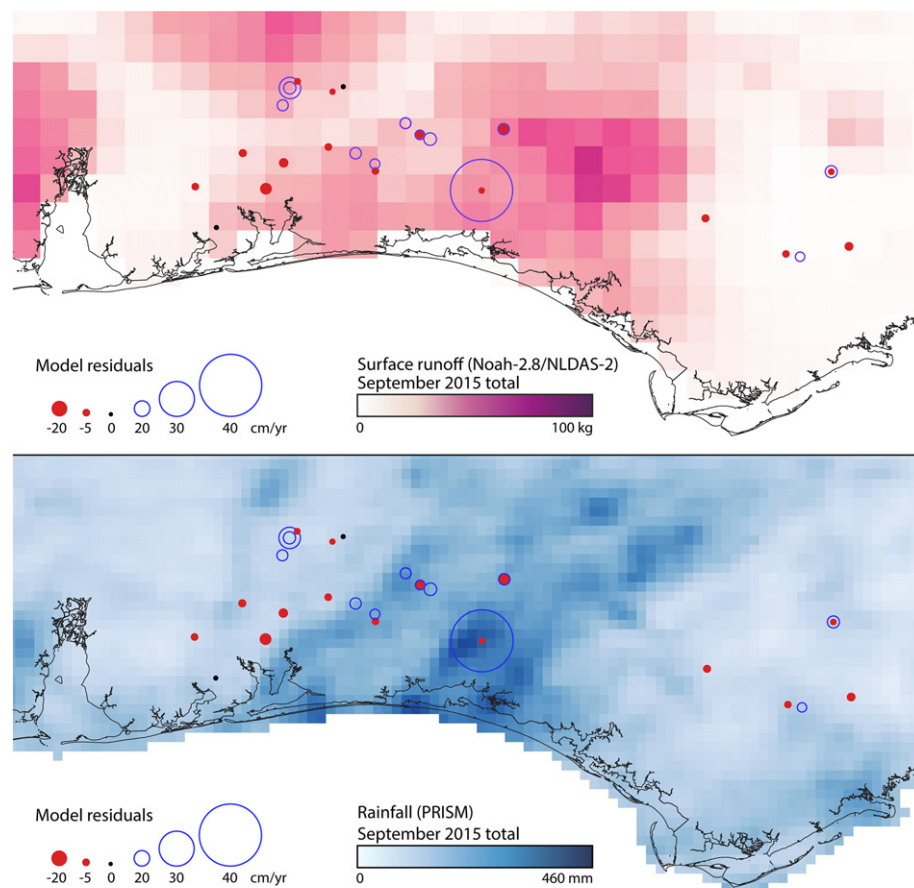 Model residuals
-20 -5 0 20 30 40 cm/yr
Surface runoff (Noah-2.8/NLDAS-2)
September 2015 total
0 100 kg
Model residuals
-20 -5 0 20 30 40 cm/yr
Rainfall (PRISM)
September 2015 total
0 460 mm